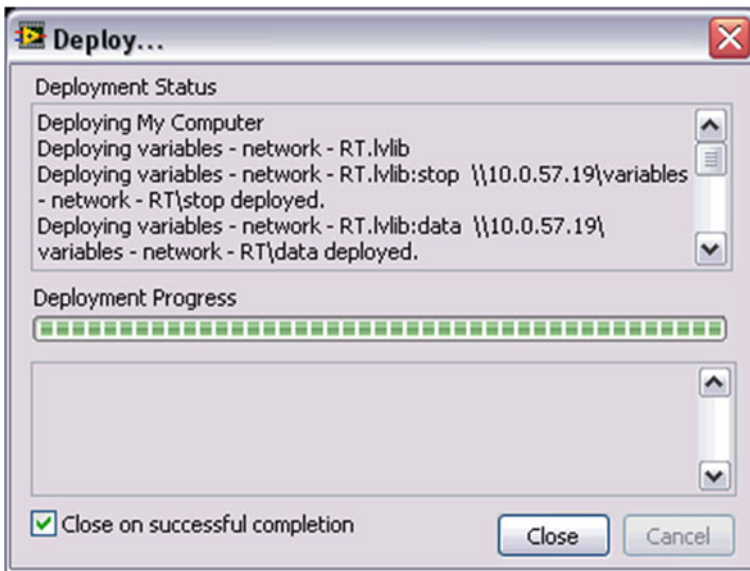 Deploy...
Deployment Status
Deploying My Computer
Deploying variables - network - RT.lvlib
Deploying variables - network - RT.lvlib:stop  \\10.0.57.19\variables
- network - RT\stop deployed.
Deploying variables - network - RT.lvlib:data  \\10.0.57.19\
variables - network - RT\data deployed.
Deployment Progress
Close on successful completion
Close
Cancel